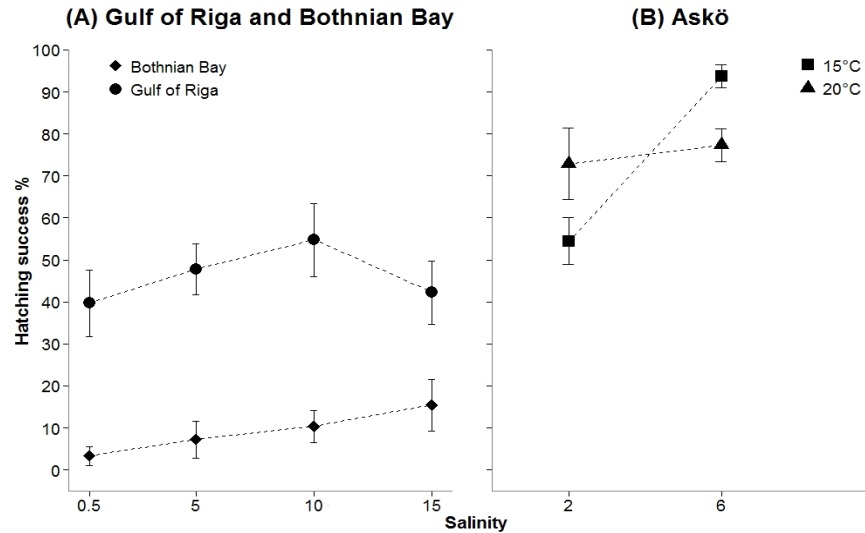 (A) Gulf of Riga and Bothnian Bay
(B) Askö
Hatching success %
100
90
80
70
60
50
40
30
20
10
0
Bothnian Bay
Gulf of Riga
15°C
20°C
0.5 5 10 15
2 6
Salinity